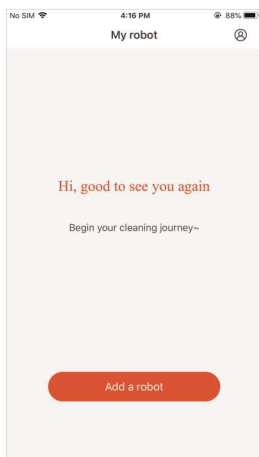 No SIM 4:16 PM 88%
My robot
Hi, good to see you again
Begin your cleaning journey~
Add a robot